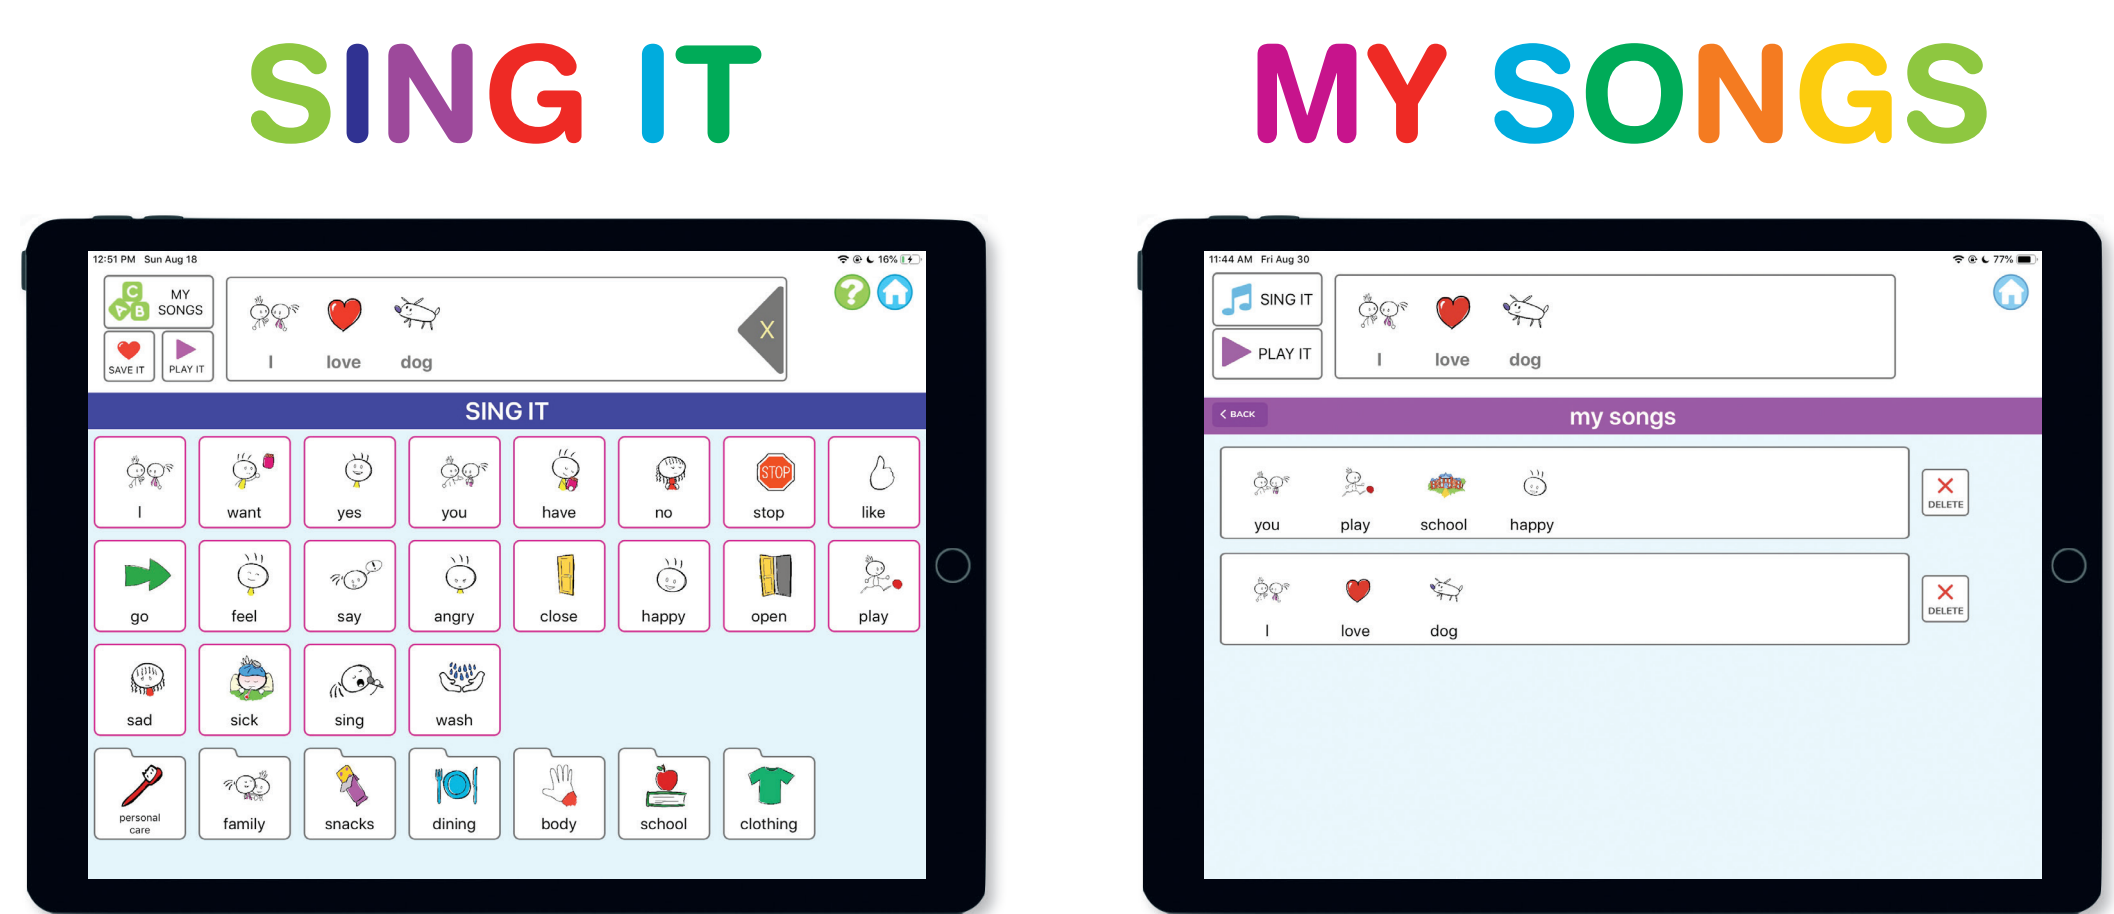 SING IT
MY SONGS
12:51 PM Sun Aug 18
16%
C
A B
MY
SONGS
SAVE IT
PLAY IT
I love dog
X
?
SING IT
I want yes you have no STOP stop like
go feel say angry close happy open play
sad sick sing wash
personal
care
family snacks dining body school clothing
11:44 AM Fri Aug 30
77%
SING IT
PLAY IT
I love dog
BACK
my songs
you play school happy
DELETE
I love dog
DELETE